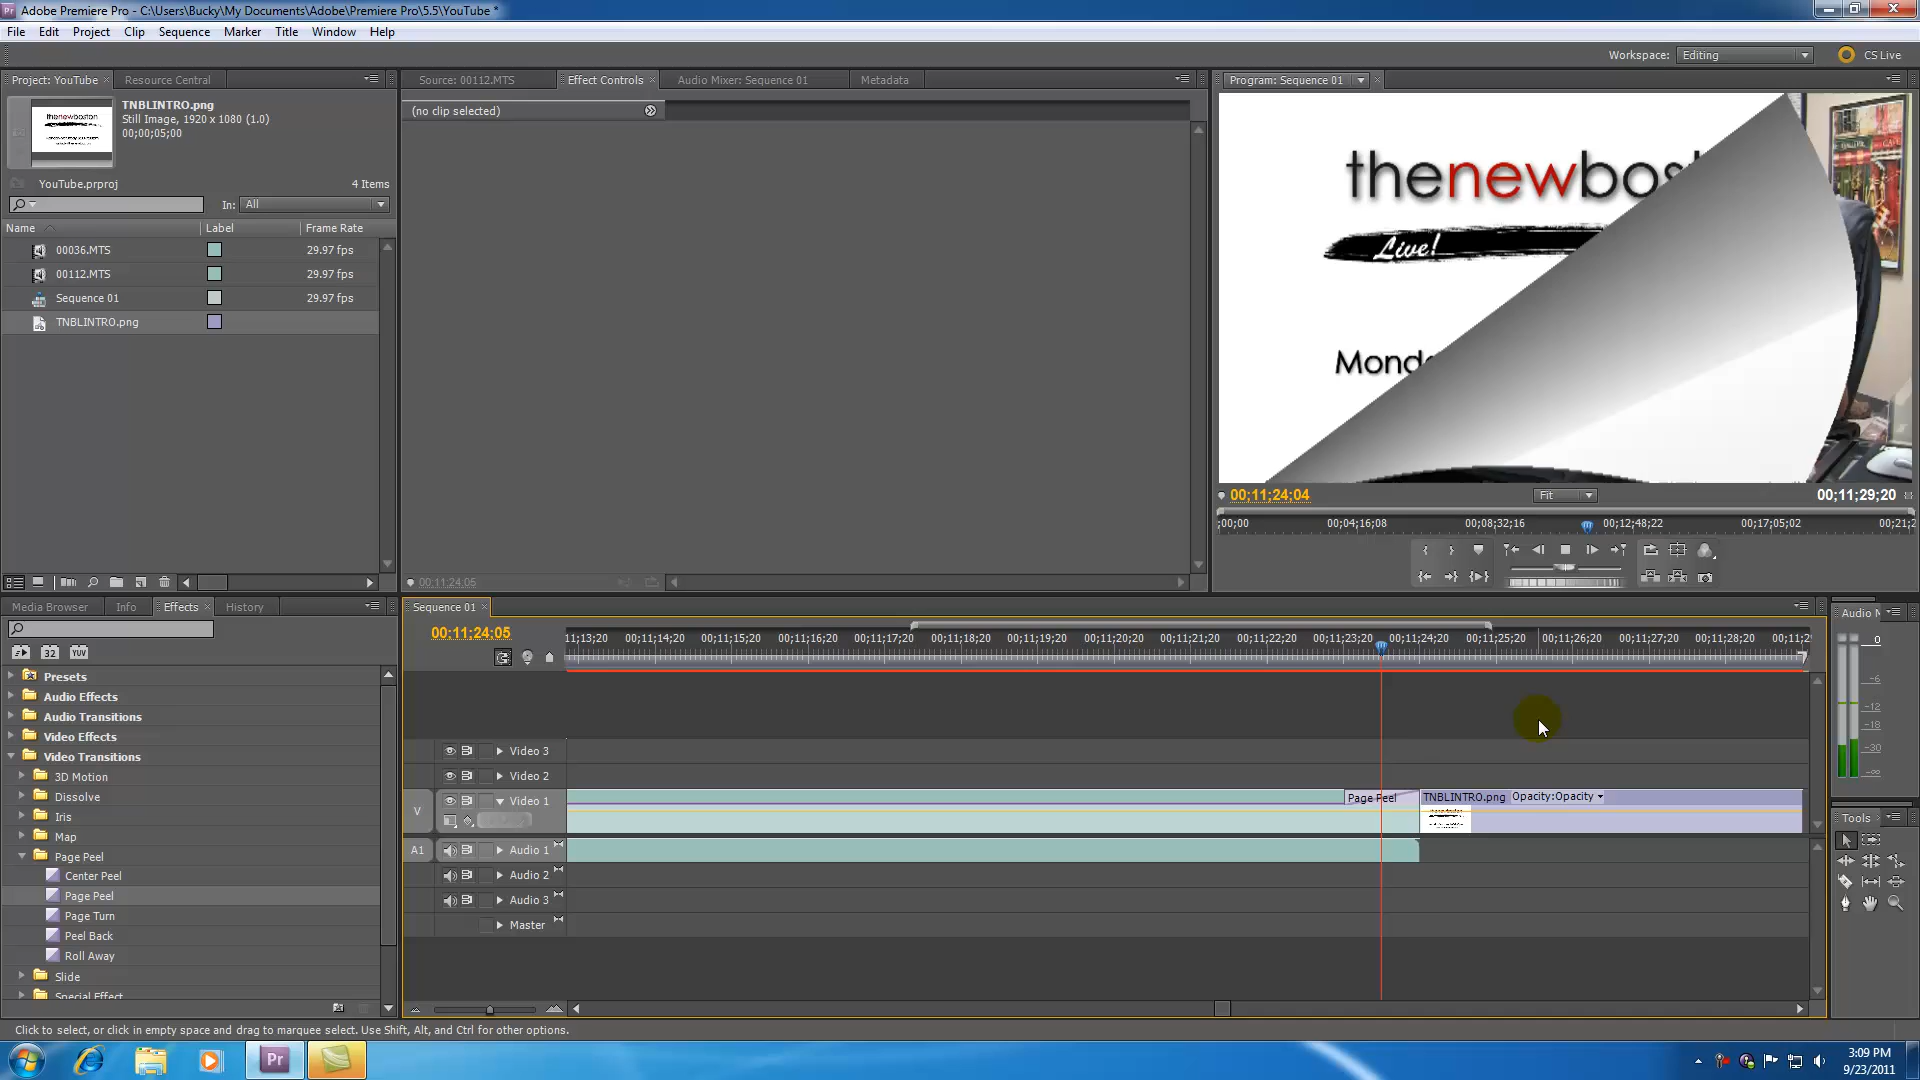 Adobe Premiere Pro - C:\Users\Bucky\My Documents\Adobe\Premiere Pro\5.5\YouTube *
File Edit Project Clip Sequence Marker Title Window Help
Workspace: Editing CS Live
Project: YouTube Resource Central
TNBLINTRO.png
Still Image, 1920 x 1080 (1.0)
00;00;05;00
YouTube.prproj 4 Items
In: All
Name Label Frame Rate
00036.MTS 29.97 fps
00112.MTS 29.97 fps
Sequence 01 29.97 fps
TNBLINTRO.png
Source: 00112.MTS Effect Controls Audio Mixer: Sequence 01 Metadata
(no clip selected)
00;11;24;05
Program: Sequence 01
thenewbost
Live!
Monda
00;11;24;04 Fit 00;11;29;20
;00;00 00;04;16;08 00;08;32;16 00;12;48;22 00;17;05;02 00;21;2
Media Browser Info Effects History
32 YUV
Presets
Audio Effects
Audio Transitions
Video Effects
Video Transitions
3D Motion
Dissolve
Iris
Map
Page Peel
Center Peel
Page Peel
Page Turn
Peel Back
Roll Away
Slide
Special Effect
Sequence 01
00;11;24;05
11;13;20 00;11;14;20 00;11;15;20 00;11;16;20 00;11;17;20 00;11;18;20 00;11;19;20 00;11;20;20 00;11;21;20 00;11;22;20 00;11;23;20 00;11;24;20 00;11;25;20 00;11;26;20 00;11;27;20 00;11;28;20 00;11;29
Video 3
Video 2
V Video 1 Page Peel TNBLINTRO.png Opacity:Opacity
A1 Audio 1
Audio 2
Audio 3
Master
Audio M
0
-6
-12
-18
-30
-∞
Tools
Click to select, or click in empty space and drag to marquee select. Use Shift, Alt, and Ctrl for other options.
Pr
3:09 PM
9/23/2011